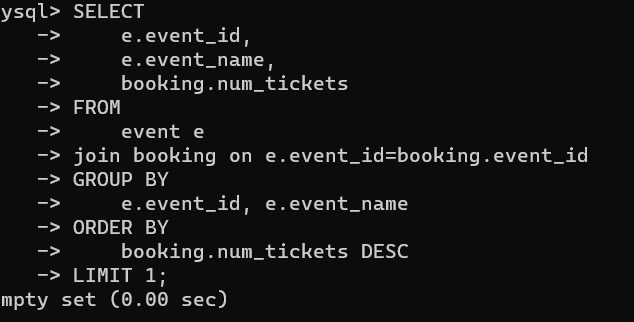 ysql> SELECT
    ->     e.event_id,
    ->     e.event_name,
    ->     booking.num_tickets
    -> FROM
    ->     event e
    -> join booking on e.event_id=booking.event_id
    -> GROUP BY
    ->     e.event_id, e.event_name
    -> ORDER BY
    ->     booking.num_tickets DESC
    -> LIMIT 1;
mpty set (0.00 sec)